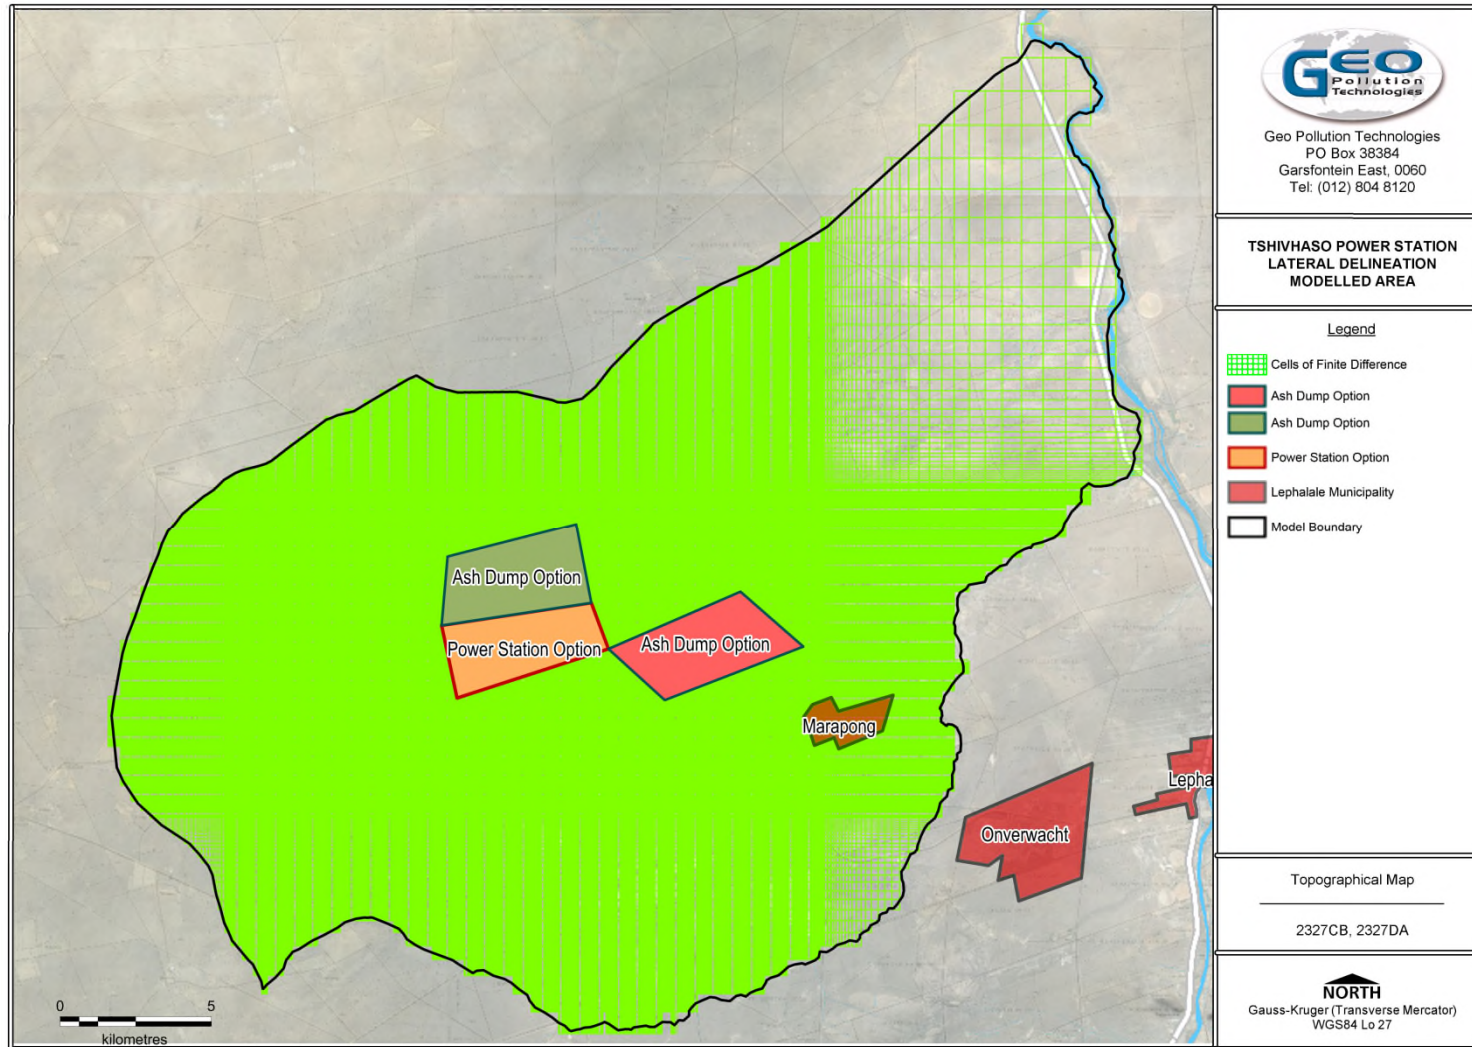 GEO
Pollution
Technologies
Geo Pollution Technologies
PO Box 38384
Garsfontein East, 0060
Tel: (012) 804 8120
TSHIVHASO POWER STATION
LATERAL DELINEATION
MODELLED AREA
Legend
Cells of Finite Difference
Ash Dump Option
Ash Dump Option
Power Station Option
Lephalale Municipality
Model Boundary
Topographical Map
2327CB, 2327DA
NORTH
Gauss-Kruger (Transverse Mercator)
WGS84 Lo 27
Ash Dump Option
Power Station Option
Ash Dump Option
Marapong
Onverwacht
Lepha
0 5
kilometres